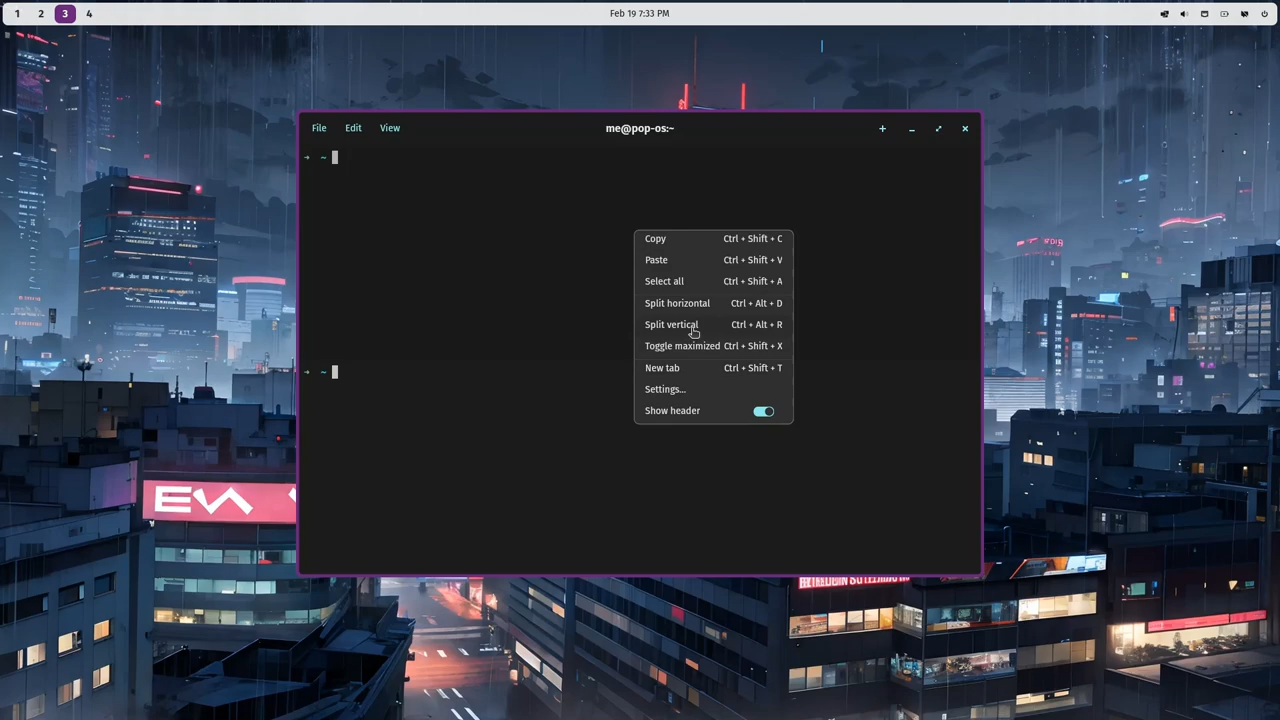 1 2 3 4 Feb 19 7:33 PM
File Edit View me@pop-os:~
→ ~
Copy Ctrl + Shift + C
Paste Ctrl + Shift + V
Select all Ctrl + Shift + A
Split horizontal Ctrl + Alt + D
Split vertical Ctrl + Alt + R
Toggle maximized Ctrl + Shift + X
→ ~
New tab Ctrl + Shift + T
Settings...
Show header